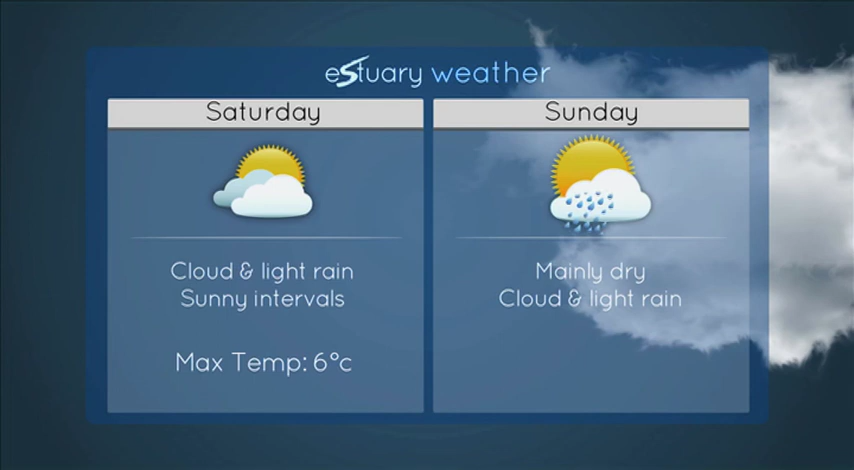 estuary weather
Saturday
Sunday
Cloud & light rain
Sunny intervals
Max Temp: 6°c
Mainly dry
Cloud & light rain